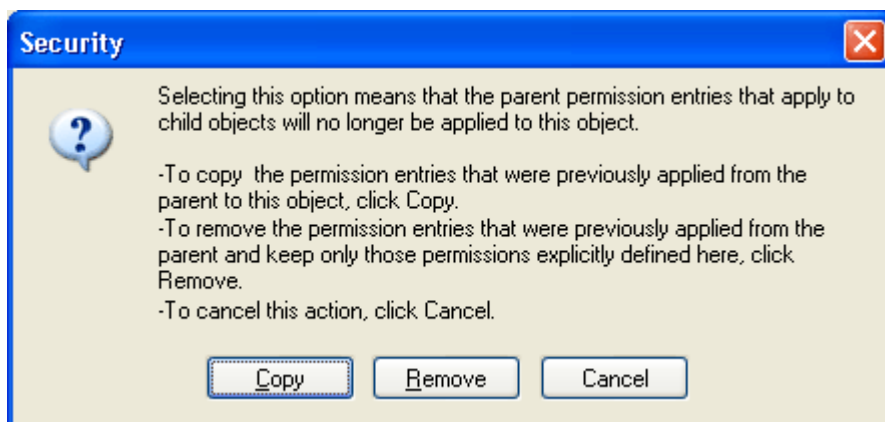 Security
Selecting this option means that the parent permission entries that apply to
child objects will no longer be applied to this object.
-To copy  the permission entries that were previously applied from the
parent to this object, click Copy.
-To remove the permission entries that were previously applied from the
parent and keep only those permissions explicitly defined here, click
Remove.
-To cancel this action, click Cancel.
Copy Remove Cancel